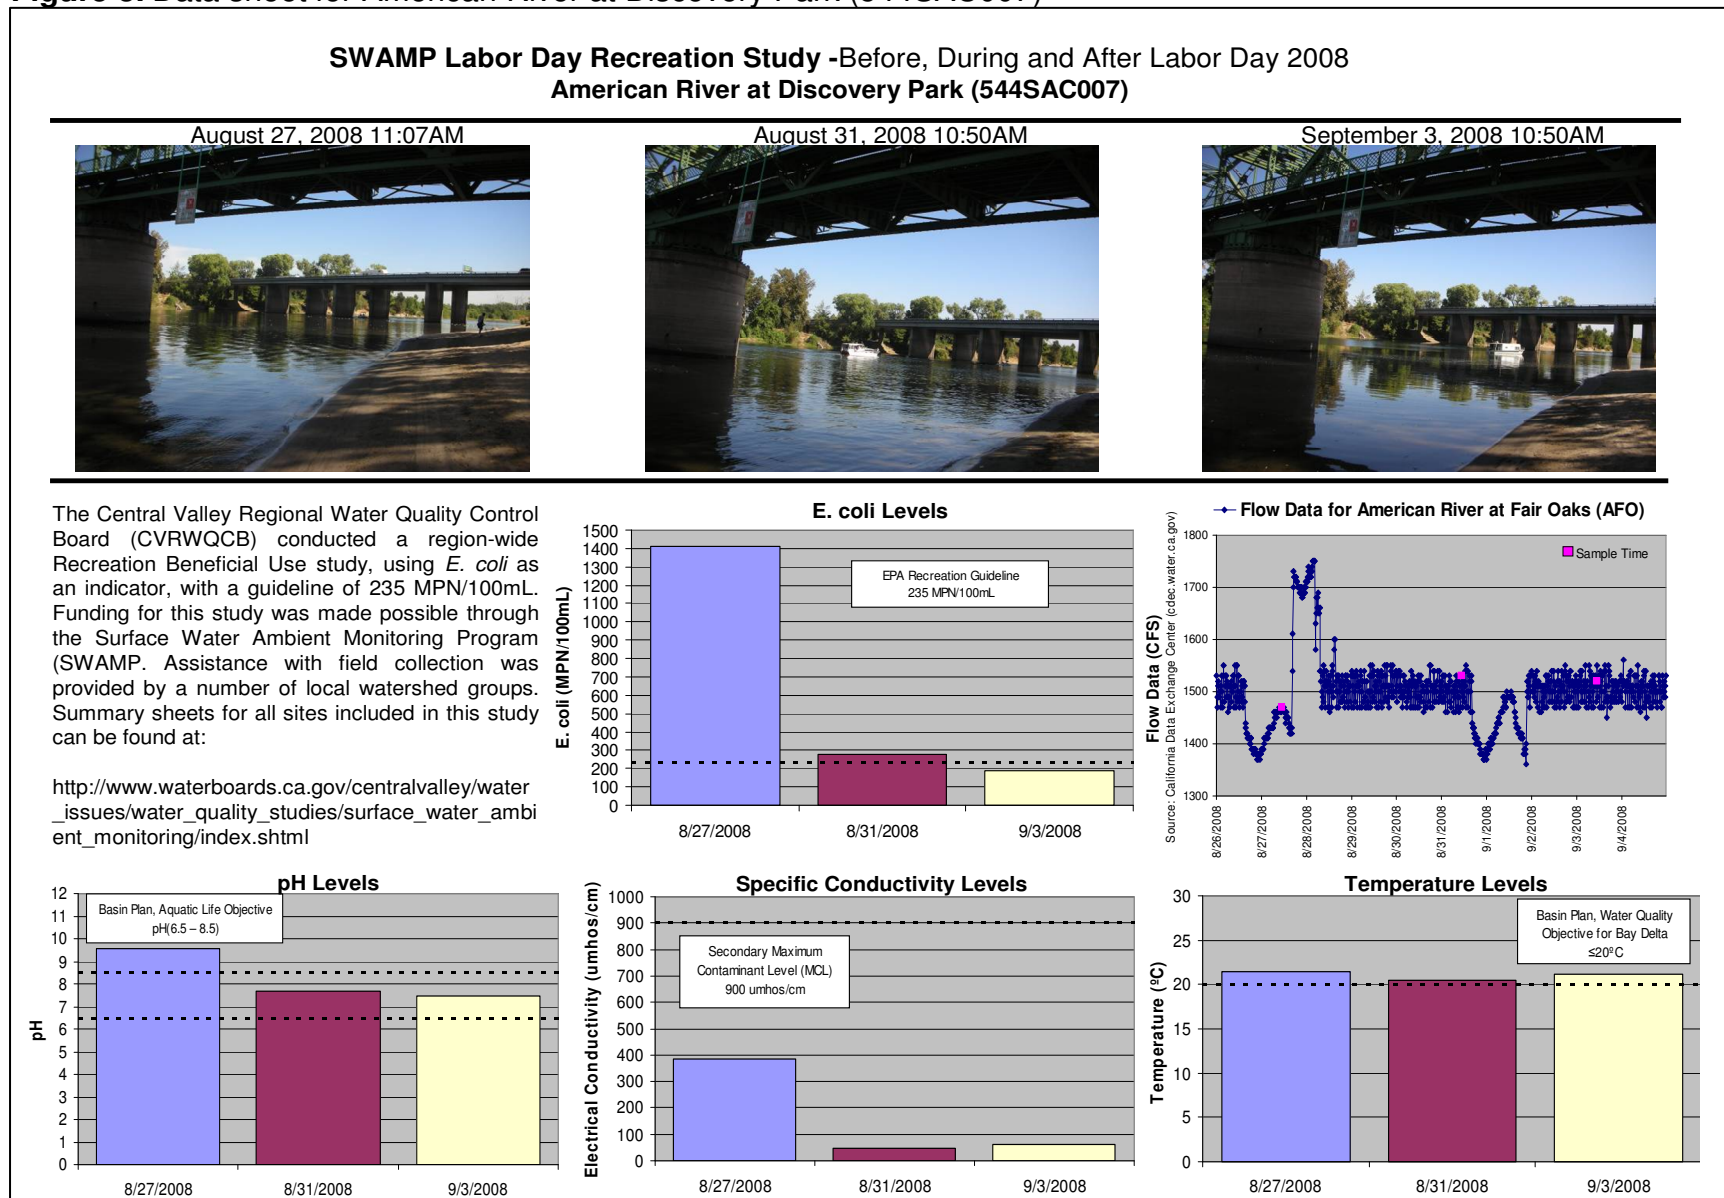 Figure 8. Data sheet for American River at Discovery Park (544SAC007)
SWAMP Labor Day Recreation Study -Before, During and After Labor Day 2008
American River at Discovery Park (544SAC007)
August 27, 2008 11:07AM
August 31, 2008 10:50AM
September 3, 2008 10:50AM
The Central Valley Regional Water Quality Control
Board (CVRWQCB) conducted a region-wide
Recreation Beneficial Use study, using E. coli as
an indicator, with a guideline of 235 MPN/100mL.
Funding for this study was made possible through
the Surface Water Ambient Monitoring Program
(SWAMP. Assistance with field collection was
provided by a number of local watershed groups.
Summary sheets for all sites included in this study
can be found at:
http://www.waterboards.ca.gov/centralvalley/water
_issues/water_quality_studies/surface_water_ambi
ent_monitoring/index.shtml
E. coli Levels
E. coli (MPN/100mL)
1500
1400
1300
1200
1100
1000
900
800
700
600
500
400
300
200
100
0
EPA Recreation Guideline
235 MPN/100mL
8/27/2008
8/31/2008
9/3/2008
Flow Data for American River at Fair Oaks (AFO)
Flow Data (CFS)
Source: California Data Exchange Center (cdec.water.ca.gov)
1800
1700
1600
1500
1400
1300
Sample Time
8/26/2008
8/27/2008
8/28/2008
8/29/2008
8/30/2008
8/31/2008
9/1/2008
9/2/2008
9/3/2008
9/4/2008
pH Levels
pH
12
11
10
9
8
7
6
5
4
3
2
1
0
Basin Plan, Aquatic Life Objective
pH(6.5 – 8.5)
8/27/2008
8/31/2008
9/3/2008
Specific Conductivity Levels
Electrical Conductivity (umhos/cm)
1000
900
800
700
600
500
400
300
200
100
0
Secondary Maximum
Contaminant Level (MCL)
900 umhos/cm
8/27/2008
8/31/2008
9/3/2008
Temperature Levels
Temperature (ºC)
30
25
20
15
10
5
0
Basin Plan, Water Quality
Objective for Bay Delta
≤20ºC
8/27/2008
8/31/2008
9/3/2008